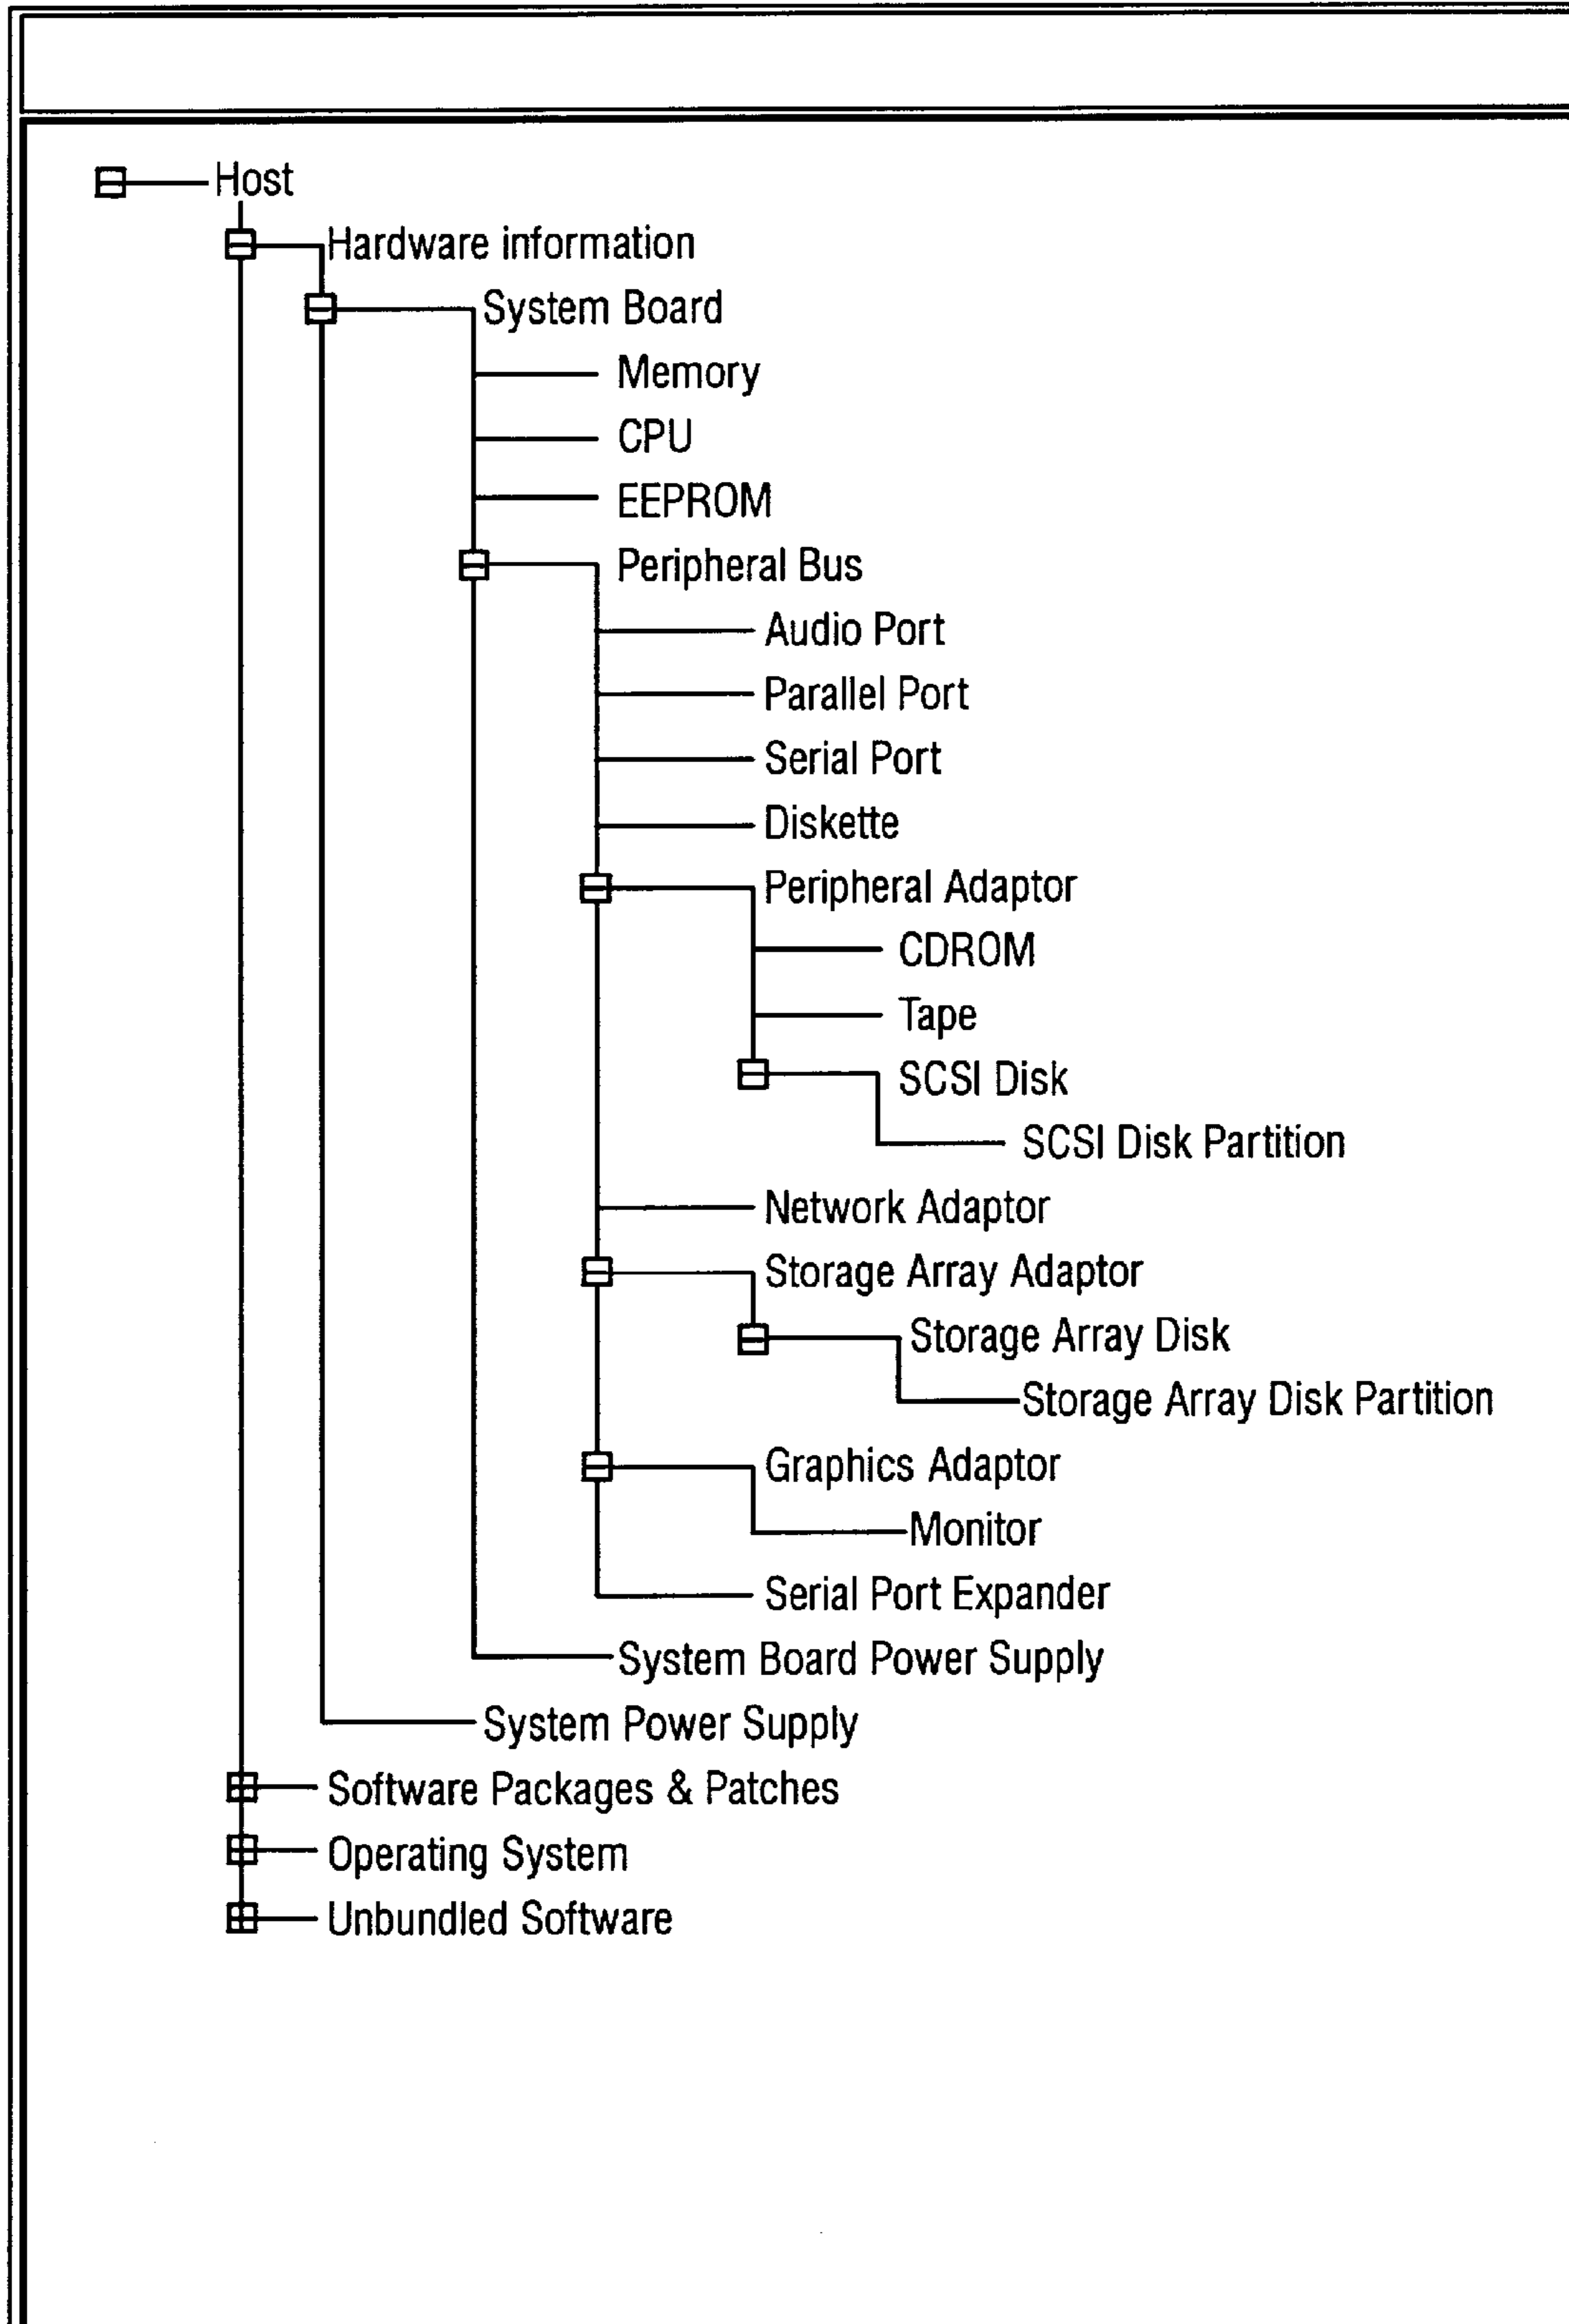 Host
Hardware information
System Board
Memory
CPU
EEPROM
Peripheral Bus
Audio Port
Parallel Port
Serial Port
Diskette
Peripheral Adaptor
CDROM
Tape
SCSI Disk
SCSI Disk Partition
Network Adaptor
Storage Array Adaptor
Storage Array Disk
Storage Array Disk Partition
Graphics Adaptor
Monitor
Serial Port Expander
System Board Power Supply
System Power Supply
Software Packages & Patches
Operating System
Unbundled Software